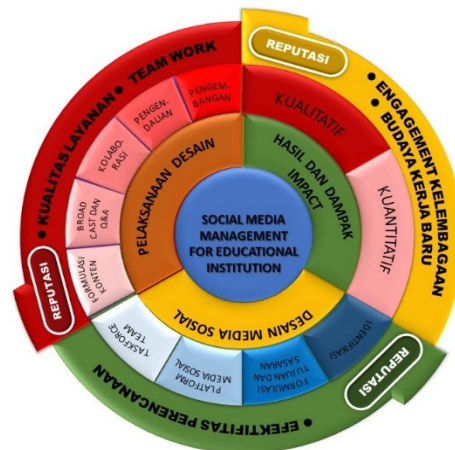 SOCIAL MEDIA
MANAGEMENT
FOR EDUCATIONAL
INSTITUTION
HASIL DAN DAMPAK
IMPACT
DESAIN MEDIA SOSIAL
PELAKSANAAN DESAIN
KUALITATIF
KUANTITATIF
IDENTIFIKASI
FORMULASI
TUJUAN DAN
SASARAN
PLATFORM
MEDIA SOSIAL
TASKFORCE
TEAM
FORMULASI
KONTEN
BROAD
CAST DAN
Q&A
KOLABO-
RASI
PENGEN-
DALIAN
PENGEM-
BANGAN
REPUTASI
● ENGAGEMENT KELEMBAGAAN
● BUDAYA KERJA BARU
REPUTASI
● EFEKTIFITAS PERENCANAAN
REPUTASI
● KUALITAS LAYANAN ● TEAM WORK